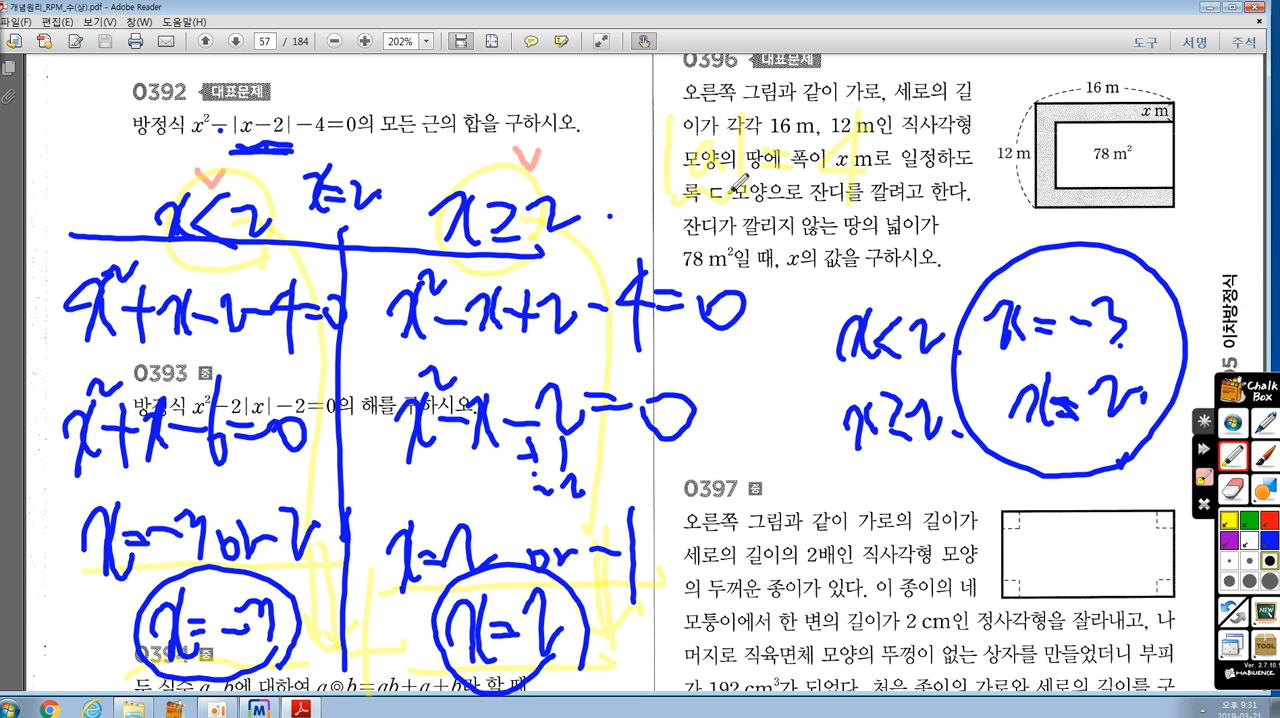 개념원리_RPM_수(상).pdf - Adobe Reader
파일(F) 편집(E) 보기(V) 창(W) 도움말(H)
57 / 184 202%
도구 서명 주석
0392 대표문제
방정식 x²-|x-2|-4=0의 모든 근의 합을 구하시오.
x=2
x<2
x≥2
x²+x-2-4=0
x²-x+2-4=0
0393 중
방정식 x²-2|x|-2=0의 해를 구하시오.
x²+x-6=0
x²-x-2=0
+1
-2
x=-3 or 2
x=2 or -1
x=-3
x=2
0394 중
두 실수 a, b에 대하여 a◎b=ab+a+b라 할 때
0396 대표문제
오른쪽 그림과 같이 가로, 세로의 길
이가 각각 16 m, 12 m인 직사각형
모양의 땅에 폭이 x m로 일정하도
록 ㄷ 모양으로 잔디를 깔려고 한다.
잔디가 깔리지 않는 땅의 넓이가
78 m²일 때, x의 값을 구하시오.
|a|=4
16 m
x m
12 m
78 m²
x<2 x=-3
x≥2 x=2
05 이차방정식
0397 중
오른쪽 그림과 같이 가로의 길이가
세로의 길이의 2배인 직사각형 모양
의 두꺼운 종이가 있다. 이 종이의 네
모퉁이에서 한 변의 길이가 2 cm인 정사각형을 잘라내고, 나
머지로 직육면체 모양의 뚜껑이 없는 상자를 만들었더니 부피
가 192 cm³가 되었다. 처음 종이의 가로와 세로의 길이를 구
Chalk
Box
NEW
TOOL
Ver. 2.7.10.1
MABIUENCE
오후 9:31
2019-03-21